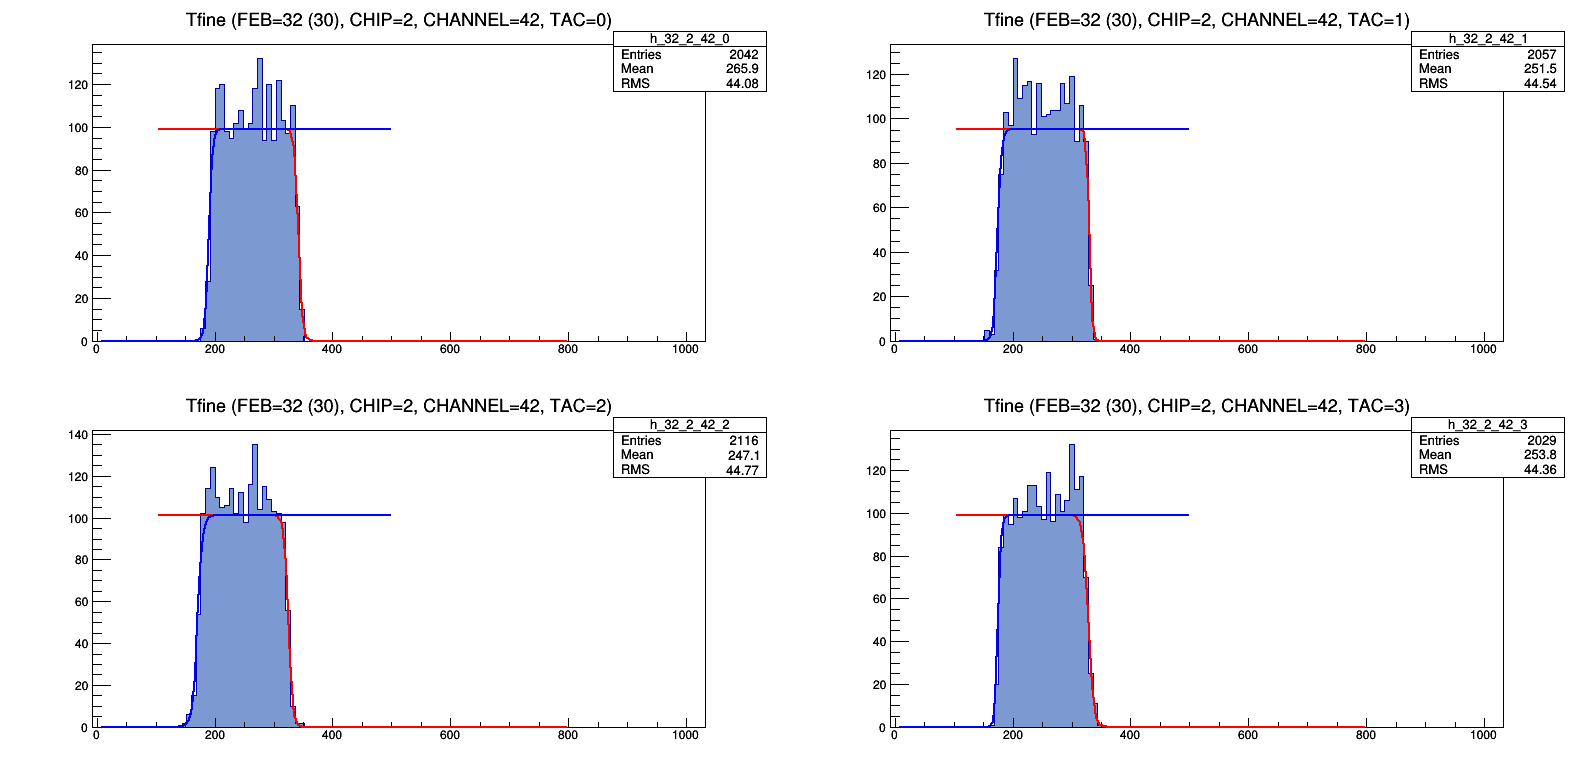 Tfine (FEB=32 (30), CHIP=2, CHANNEL=42, TAC=0)
h_32_2_42_0
Entries 2042
Mean 265.9
RMS 44.08
120
100
80
60
40
20
0
0 200 400 600 800 1000
Tfine (FEB=32 (30), CHIP=2, CHANNEL=42, TAC=1)
h_32_2_42_1
Entries 2057
Mean 251.5
RMS 44.54
120
100
80
60
40
20
0
0 200 400 600 800 1000
Tfine (FEB=32 (30), CHIP=2, CHANNEL=42, TAC=2)
h_32_2_42_2
Entries 2116
Mean 247.1
RMS 44.77
140
120
100
80
60
40
20
0
0 200 400 600 800 1000
Tfine (FEB=32 (30), CHIP=2, CHANNEL=42, TAC=3)
h_32_2_42_3
Entries 2029
Mean 253.8
RMS 44.36
120
100
80
60
40
20
0
0 200 400 600 800 1000